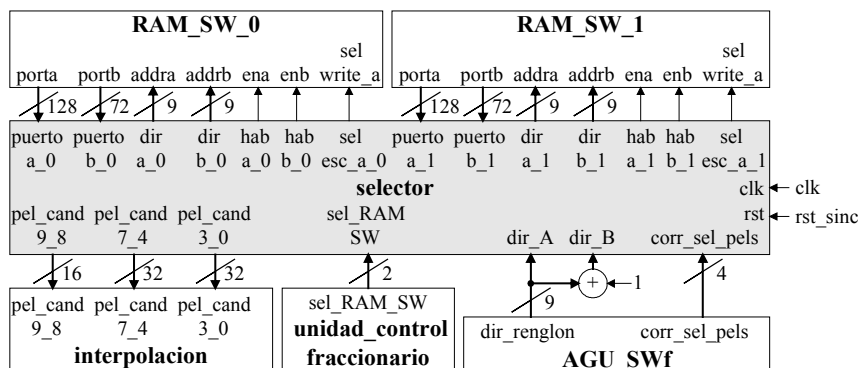 RAM_SW_0 RAM_SW_1
sel sel
porta portb addra addrb ena enb write_a porta portb addra addrb ena enb write_a
128 72 9 9 128 72 9 9
puerto puerto dir dir hab hab sel puerto puerto dir dir hab hab sel
a_0 b_0 a_0 b_0 a_0 b_0 esc_a_0 a_1 b_1 a_1 b_1 a_1 b_1 esc_a_1
selector clk clk
pel_cand pel_cand pel_cand sel_RAM rst rst_sinc
9_8 7_4 3_0 SW dir_A dir_B corr_sel_pels
16 32 32 2 9 + 1 4
pel_cand pel_cand pel_cand sel_RAM_SW
9_8 7_4 3_0 unidad_control dir_renglon corr_sel_pels
interpolacion fraccionario AGU_SWf